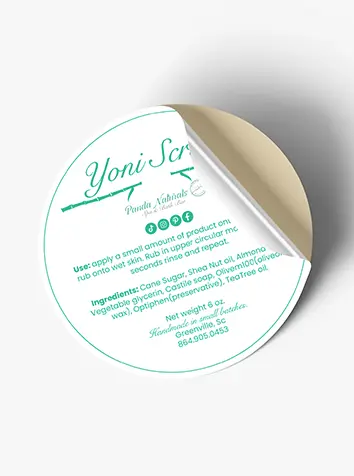 Yoni Scr
Panda Naturals
Use: apply a small amount of product on
rub onto wet skin. Rub in upper circular mo
seconds rinse and repeat.
Ingredients: Cane Sugar, Shea Nut oil, Almond
Vegetable glycerin, Castile soap, Olivem100(olive
wax), Optiphen(preservative), TeaTree oil,
Net weight 6 oz.
Handmade in small batches.
Greenville, Sc
864.905.0453